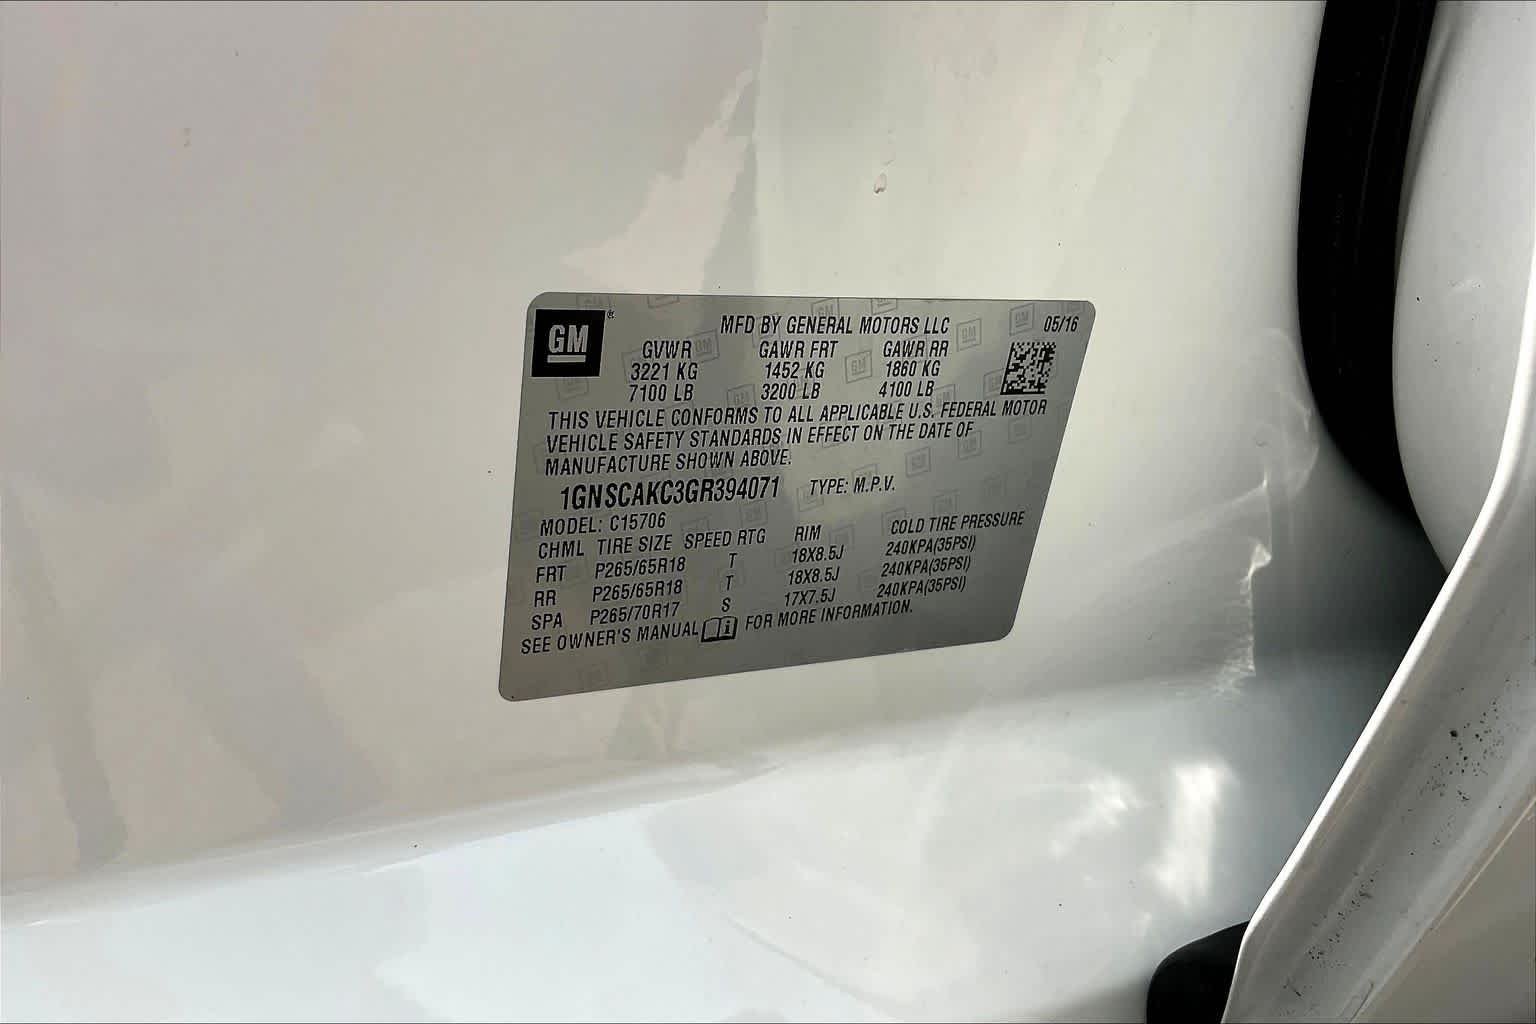 GM
MFD BY GENERAL MOTORS LLC 05/16
GVWR GAWR FRT GAWR RR
3221 KG 1452 KG 1860 KG
7100 LB 3200 LB 4100 LB
THIS VEHICLE CONFORMS TO ALL APPLICABLE U.S. FEDERAL MOTOR
VEHICLE SAFETY STANDARDS IN EFFECT ON THE DATE OF
MANUFACTURE SHOWN ABOVE.
1GNSCAKC3GR394071 TYPE: M.P.V.
MODEL: C15706
CHML TIRE SIZE SPEED RTG RIM COLD TIRE PRESSURE
FRT P265/65R18 T 18X8.5J 240KPA(35PSI)
RR P265/65R18 T 18X8.5J 240KPA(35PSI)
SPA P265/70R17 S 17X7.5J 240KPA(35PSI)
SEE OWNER'S MANUAL FOR MORE INFORMATION.